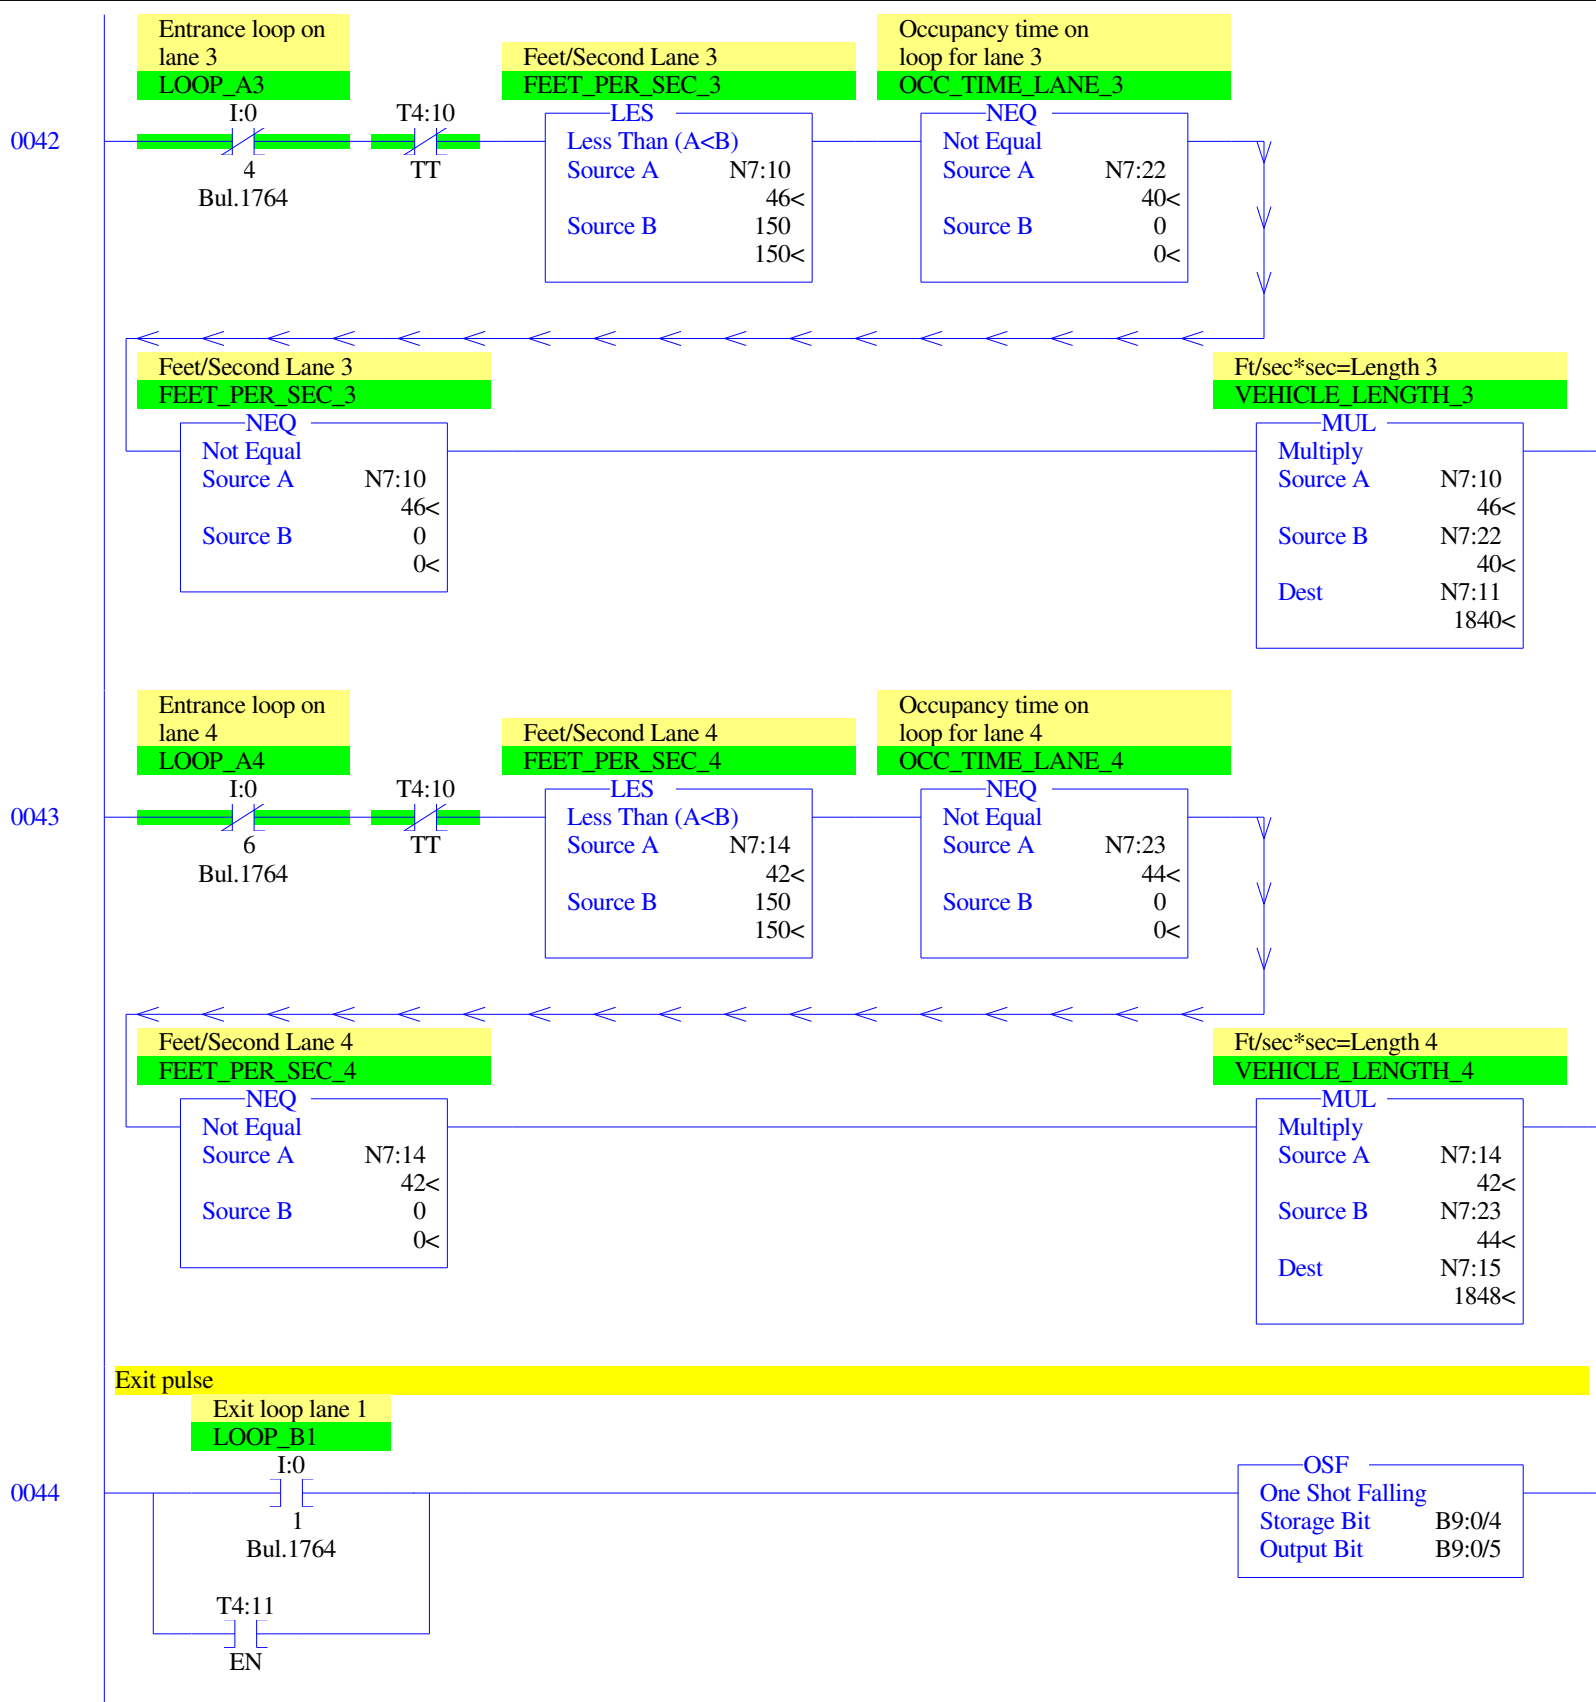 Entrance loop on
lane 3
LOOP_A3
I:0
4
Bul.1764
T4:10
TT
Feet/Second Lane 3
FEET_PER_SEC_3
LES
Less Than (A<B)
Source A N7:10
46<
Source B 150
150<
Occupancy time on
loop for lane 3
OCC_TIME_LANE_3
NEQ
Not Equal
Source A N7:22
40<
Source B 0
0<
0042
Feet/Second Lane 3
FEET_PER_SEC_3
NEQ
Not Equal
Source A N7:10
46<
Source B 0
0<
Ft/sec*sec=Length 3
VEHICLE_LENGTH_3
MUL
Multiply
Source A N7:10
46<
Source B N7:22
40<
Dest N7:11
1840<
Entrance loop on
lane 4
LOOP_A4
I:0
6
Bul.1764
T4:10
TT
Feet/Second Lane 4
FEET_PER_SEC_4
LES
Less Than (A<B)
Source A N7:14
42<
Source B 150
150<
Occupancy time on
loop for lane 4
OCC_TIME_LANE_4
NEQ
Not Equal
Source A N7:23
44<
Source B 0
0<
0043
Feet/Second Lane 4
FEET_PER_SEC_4
NEQ
Not Equal
Source A N7:14
42<
Source B 0
0<
Ft/sec*sec=Length 4
VEHICLE_LENGTH_4
MUL
Multiply
Source A N7:14
42<
Source B N7:23
44<
Dest N7:15
1848<
Exit pulse
Exit loop lane 1
LOOP_B1
I:0
1
Bul.1764
0044
T4:11
EN
OSF
One Shot Falling
Storage Bit B9:0/4
Output Bit B9:0/5